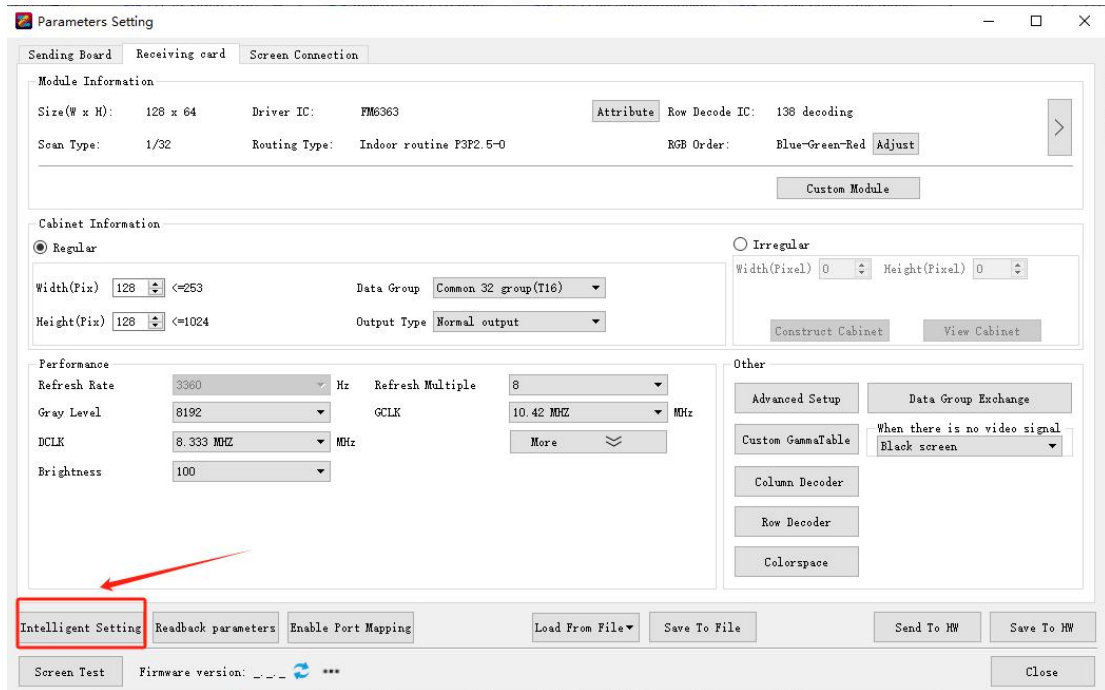 Parameters Setting
Sending Board Receiving card Screen Connection
Module Information
Size(W x H): 128 x 64 Driver IC: FM6363 Attribute Row Decode IC: 138 decoding
>
Scan Type: 1/32 Routing Type: Indoor routine P3P2.5-0 RGB Order: Blue-Green-Red Adjust
Custom Module
Cabinet Information
Regular
Irregular
Width(Pixel) 0 Height(Pixel) 0
Width(Pix) 128 <=253 Data Group Common 32 group(T16)
Height(Pix) 128 <=1024 Output Type Normal output
Construct Cabinet View Cabinet
Performance
Refresh Rate 3360 Hz Refresh Multiple 8
Gray Level 8192 GCLK 10.42 MHZ MHz
DCLK 8.333 MHZ MHz More
Brightness 100
Other
Advanced Setup Data Group Exchange
When there is no video signal
Custom GammaTable Black screen
Column Decoder
Row Decoder
Colorspace
Intelligent Setting Readback parameters Enable Port Mapping Load From File Save To File Send To HW Save To HW
Screen Test Firmware version: _._._ *** Close